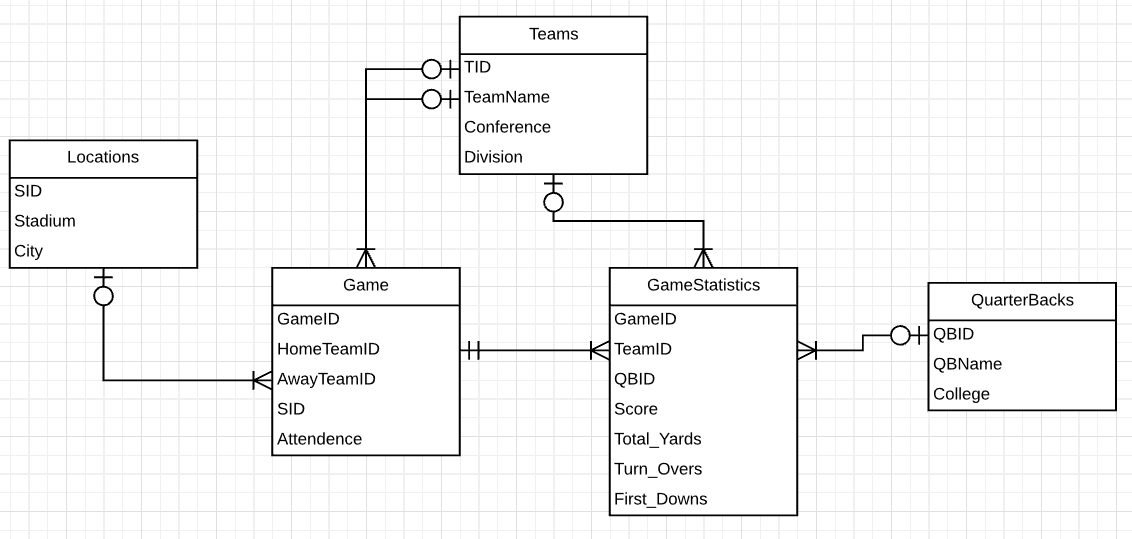 Teams
TID
TeamName
Conference
Division
Locations
SID
Stadium
City
Game
GameID
HomeTeamID
AwayTeamID
SID
Attendence
GameStatistics
GameID
TeamID
QBID
Score
Total_Yards
Turn_Overs
First_Downs
QuarterBacks
QBID
QBName
College